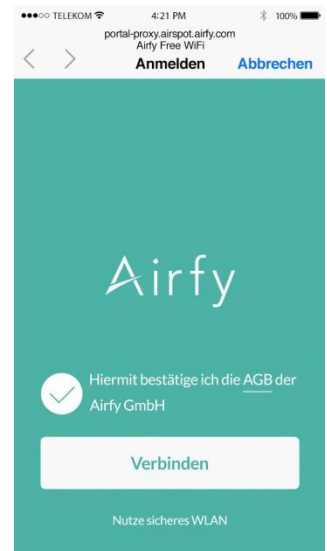 TELEKOM 4:21 PM 100%
portal-proxy.airspot.airfy.com
Airfy Free WiFi
Anmelden Abbrechen
Airfy
Hiermit bestätige ich die AGB der
Airfy GmbH
Verbinden
Nutze sicheres WLAN